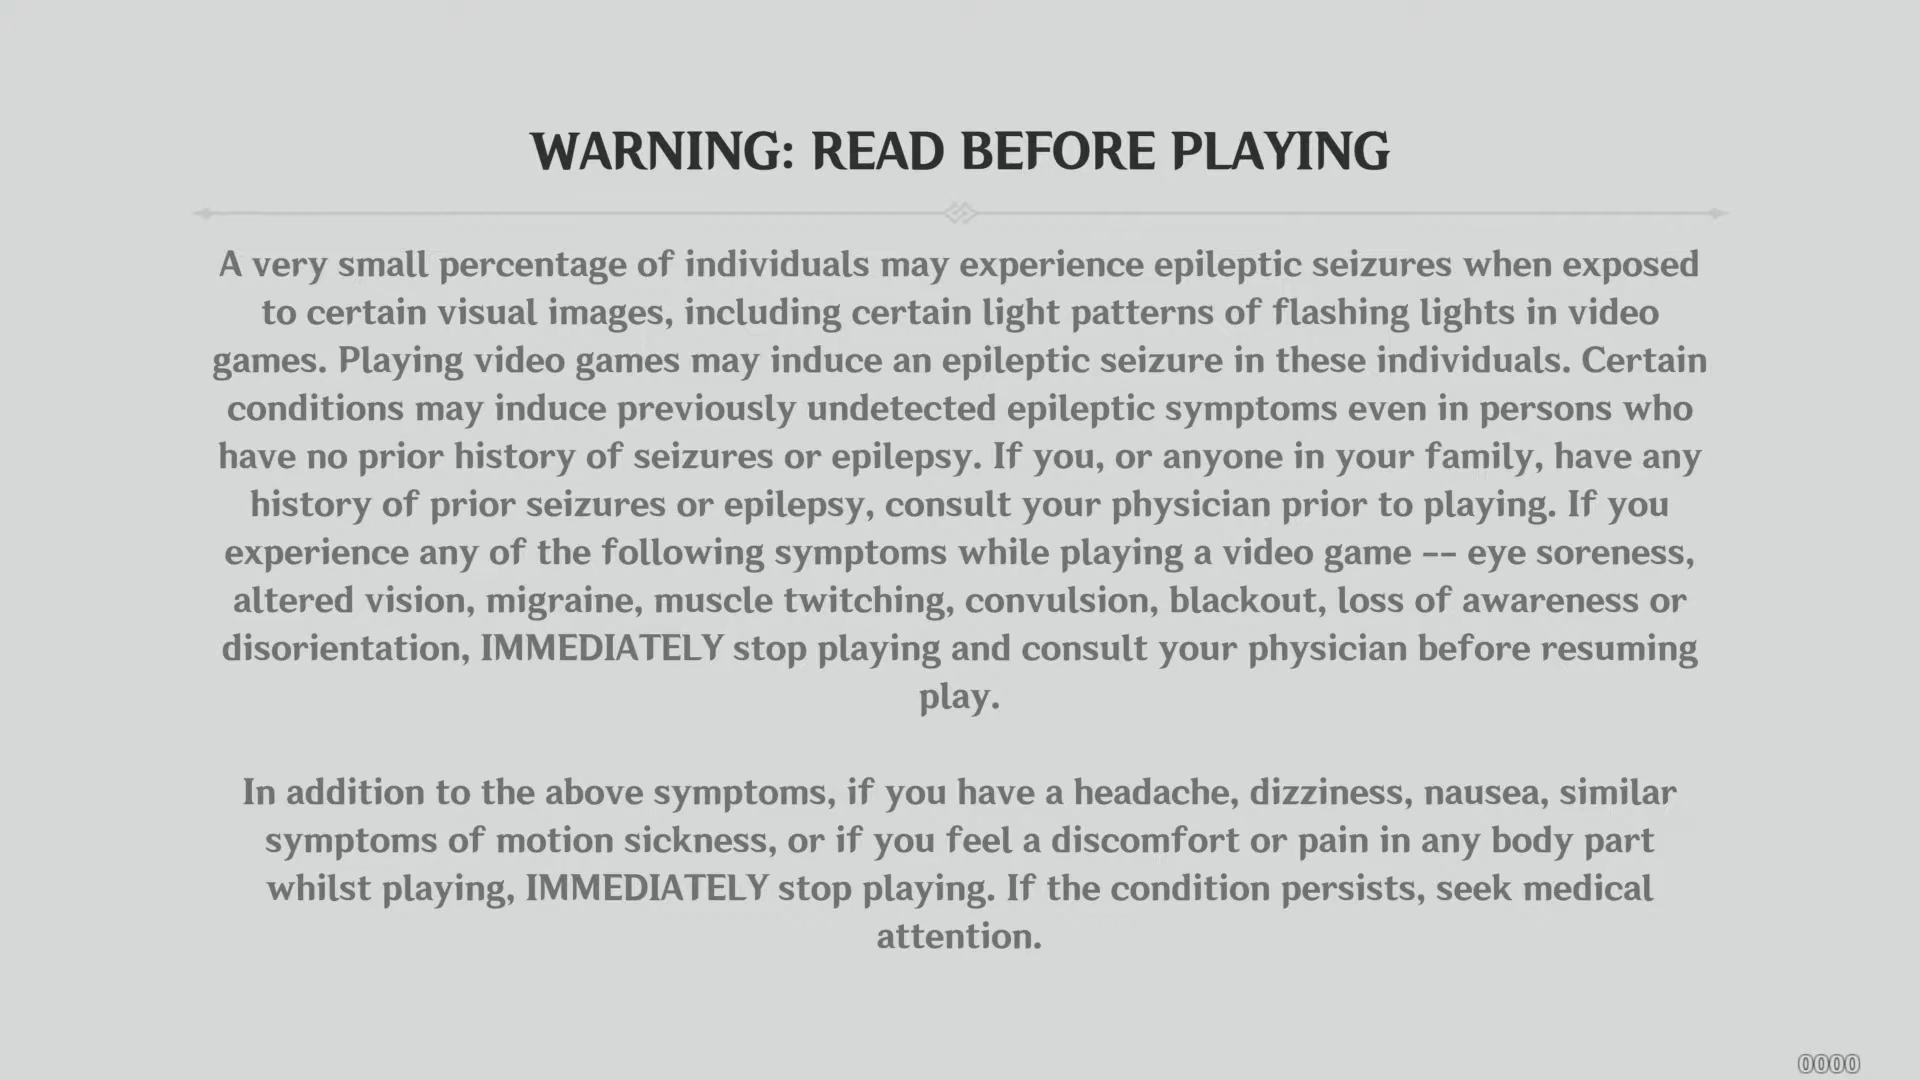 WARNING: READ BEFORE PLAYING
A very small percentage of individuals may experience epileptic seizures when exposed
to certain visual images, including certain light patterns of flashing lights in video
games. Playing video games may induce an epileptic seizure in these individuals. Certain
conditions may induce previously undetected epileptic symptoms even in persons who
have no prior history of seizures or epilepsy. If you, or anyone in your family, have any
history of prior seizures or epilepsy, consult your physician prior to playing. If you
experience any of the following symptoms while playing a video game -- eye soreness,
altered vision, migraine, muscle twitching, convulsion, blackout, loss of awareness or
disorientation, IMMEDIATELY stop playing and consult your physician before resuming
play.
In addition to the above symptoms, if you have a headache, dizziness, nausea, similar
symptoms of motion sickness, or if you feel a discomfort or pain in any body part
whilst playing, IMMEDIATELY stop playing. If the condition persists, seek medical
attention.
0000